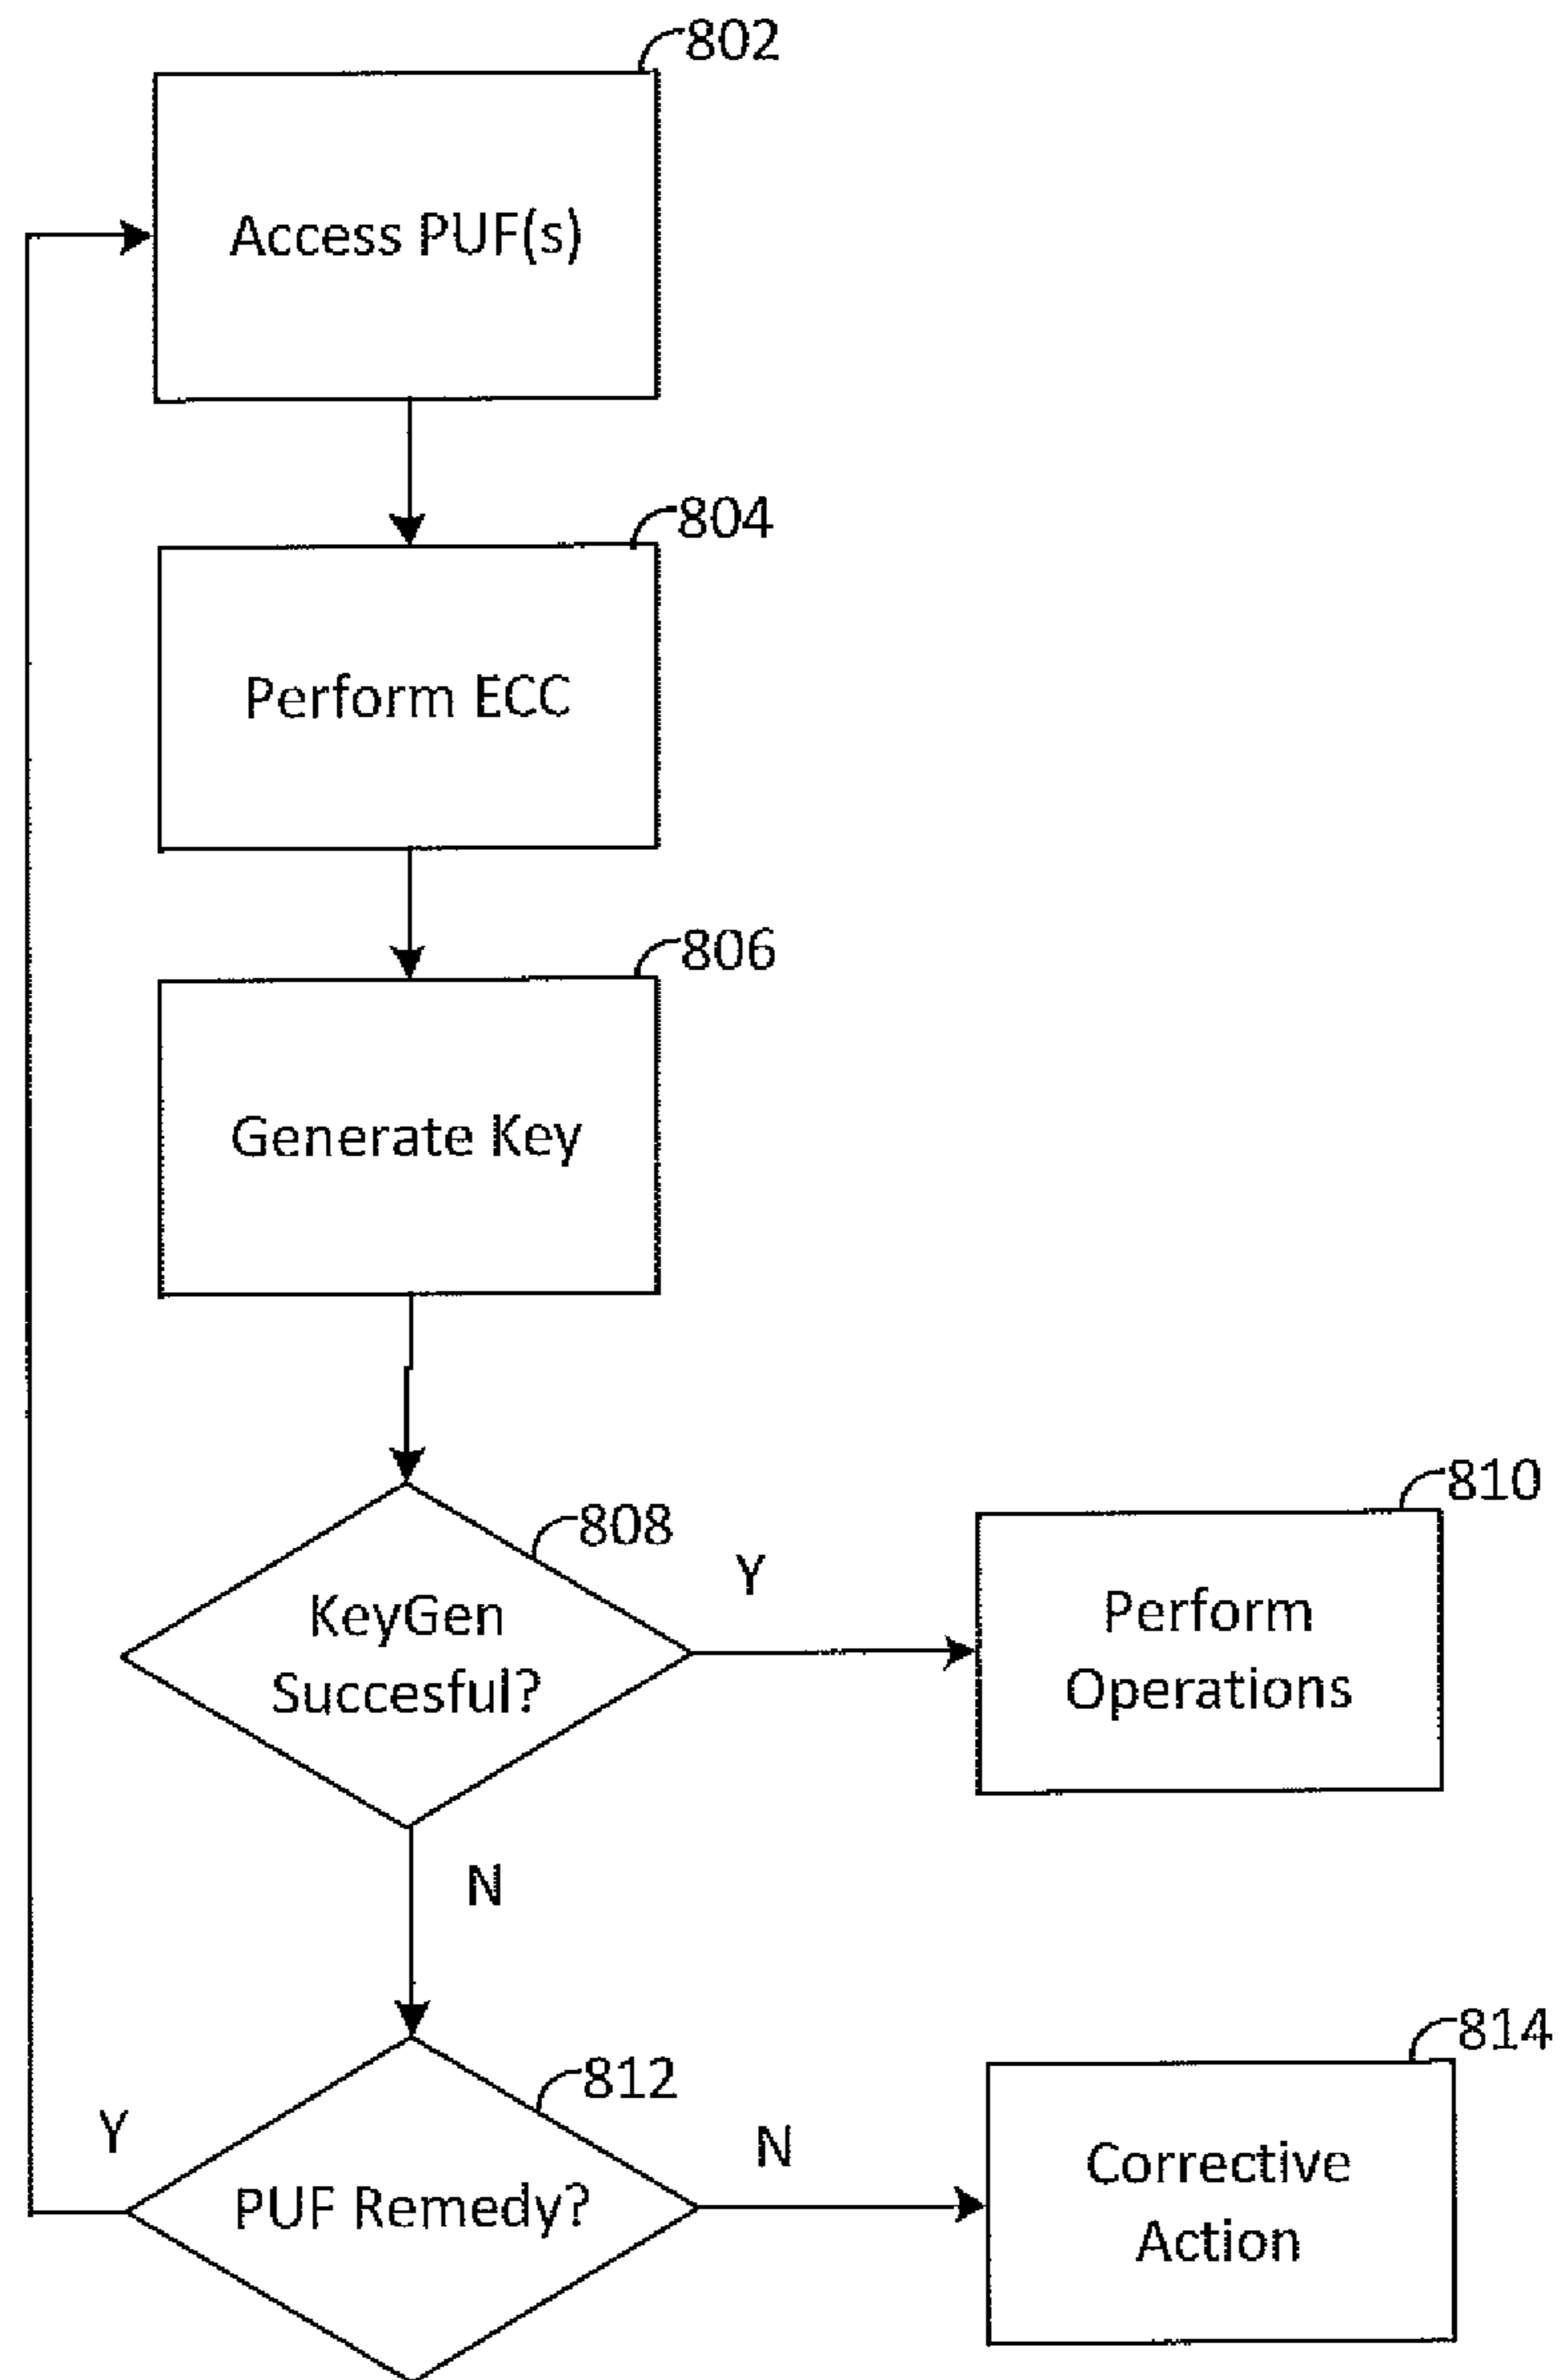 802
Access PUF(s)
804
Perform ECC
806
Generate Key
808
KeyGen
Succesful?
Y
810
Perform
Operations
N
812
PUF Remedy?
Y
N
814
Corrective
Action